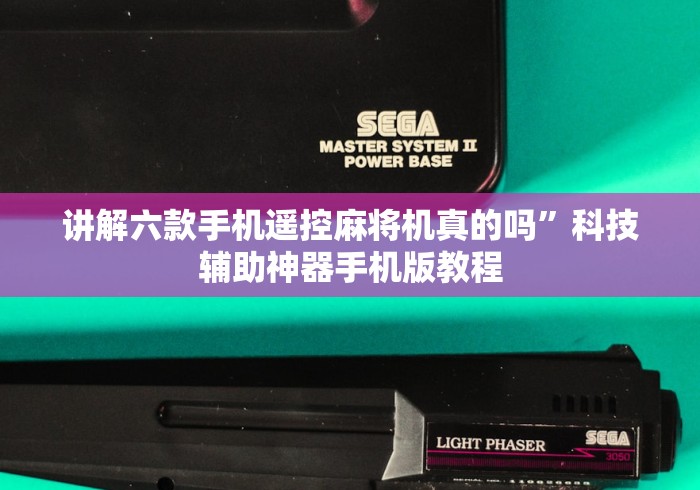 SEGA
MASTER SYSTEM II
POWER BASE
讲解六款手机遥控麻将机真的吗”科技
辅助神器手机版教程
LIGHT PHASER
SEGA
3050